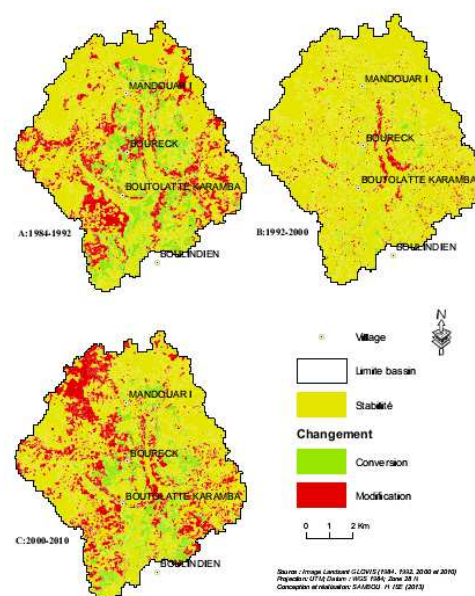 MANDOUAR I
BOURECK
BOUTOLATTE KARAMBA
A:1984-1992
BOULINDIEN
MANDOUAR I
BOURECK
BOUTOLATTE KARAMBA
B:1992-2000
BOULINDIEN
MANDOUAR I
BOURECK
BOUTOLATTE KARAMBA
C:2000-2010
BOULINDIEN
N
Village
Limite bassin
Stabilité
Changement
Conversion
Modification
0 1 2 Km
Source : Image Landsat GLOVIS (1984, 1992, 2000 et 2010)
Projection: UTM; Datum : WGS 1984; Zone 28 N
Conception et réalisation: SAMBOU H. ISE (2013)